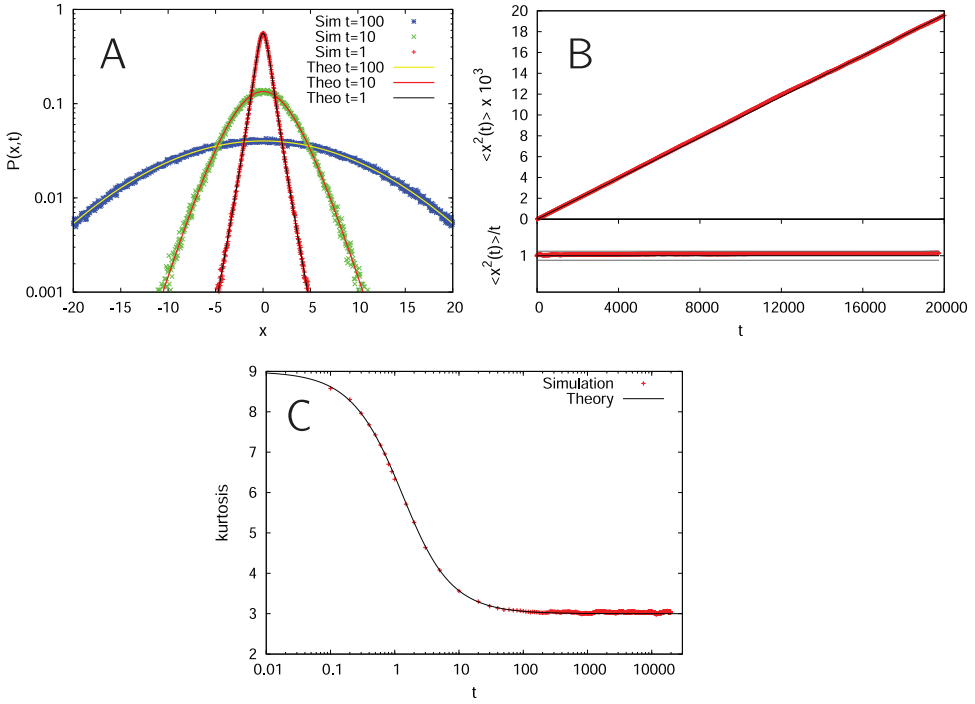 A
Sim t=100
Sim t=10
Sim t=1
Theo t=100
Theo t=10
Theo t=1
P(x,t)
1
0.1
0.01
0.001
-20 -15 -10 -5 0 5 10 15 20
x
B
<x²(t)> x 10³
20
18
16
14
12
10
8
6
4
2
0
<x²(t)>/t
1
0 4000 8000 12000 16000 20000
t
C
Simulation
Theory
kurtosis
9
8
7
6
5
4
3
2
0.01 0.1 1 10 100 1000 10000
t